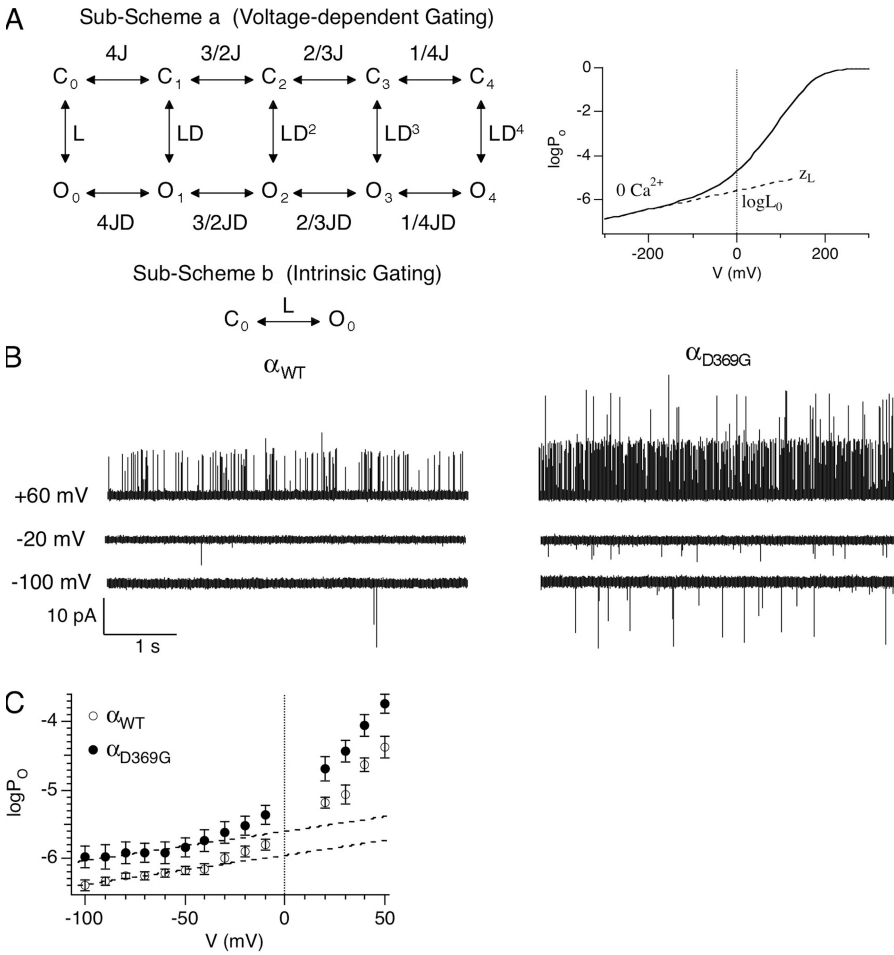 A
Sub-Scheme a (Voltage-dependent Gating)
4J 3/2J 2/3J 1/4J
C0 C1 C2 C3 C4
L LD LD² LD³ LD⁴
O0 O1 O2 O3 O4
4JD 3/2JD 2/3JD 1/4JD
Sub-Scheme b (Intrinsic Gating)
L
C0 O0
logPo
0
-2
-4
-6
0 Ca²⁺
zL
logL0
-200 0 200
V (mV)
B
αWT αD369G
+60 mV
-20 mV
-100 mV
10 pA
1 s
C
αWT
αD369G
logPO
-4
-5
-6
-100 -50 0 50
V (mV)